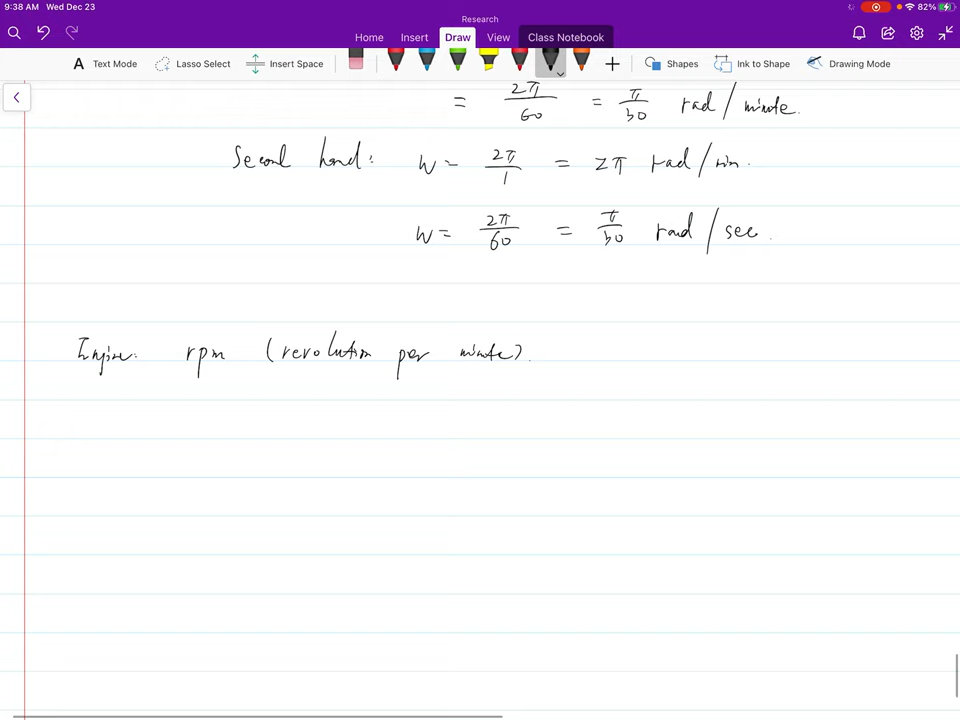 9:38 AM Wed Dec 23
82%
Research
Home Insert Draw View Class Notebook
Text Mode Lasso Select Insert Space Shapes Ink to Shape Drawing Mode
= 2π/60 = π/30 rad / minute.
Second hand: W = 2π/1 = 2π rad / min.
W = 2π/60 = π/30 rad / sec.
Engine: rpm (revolution per minute).